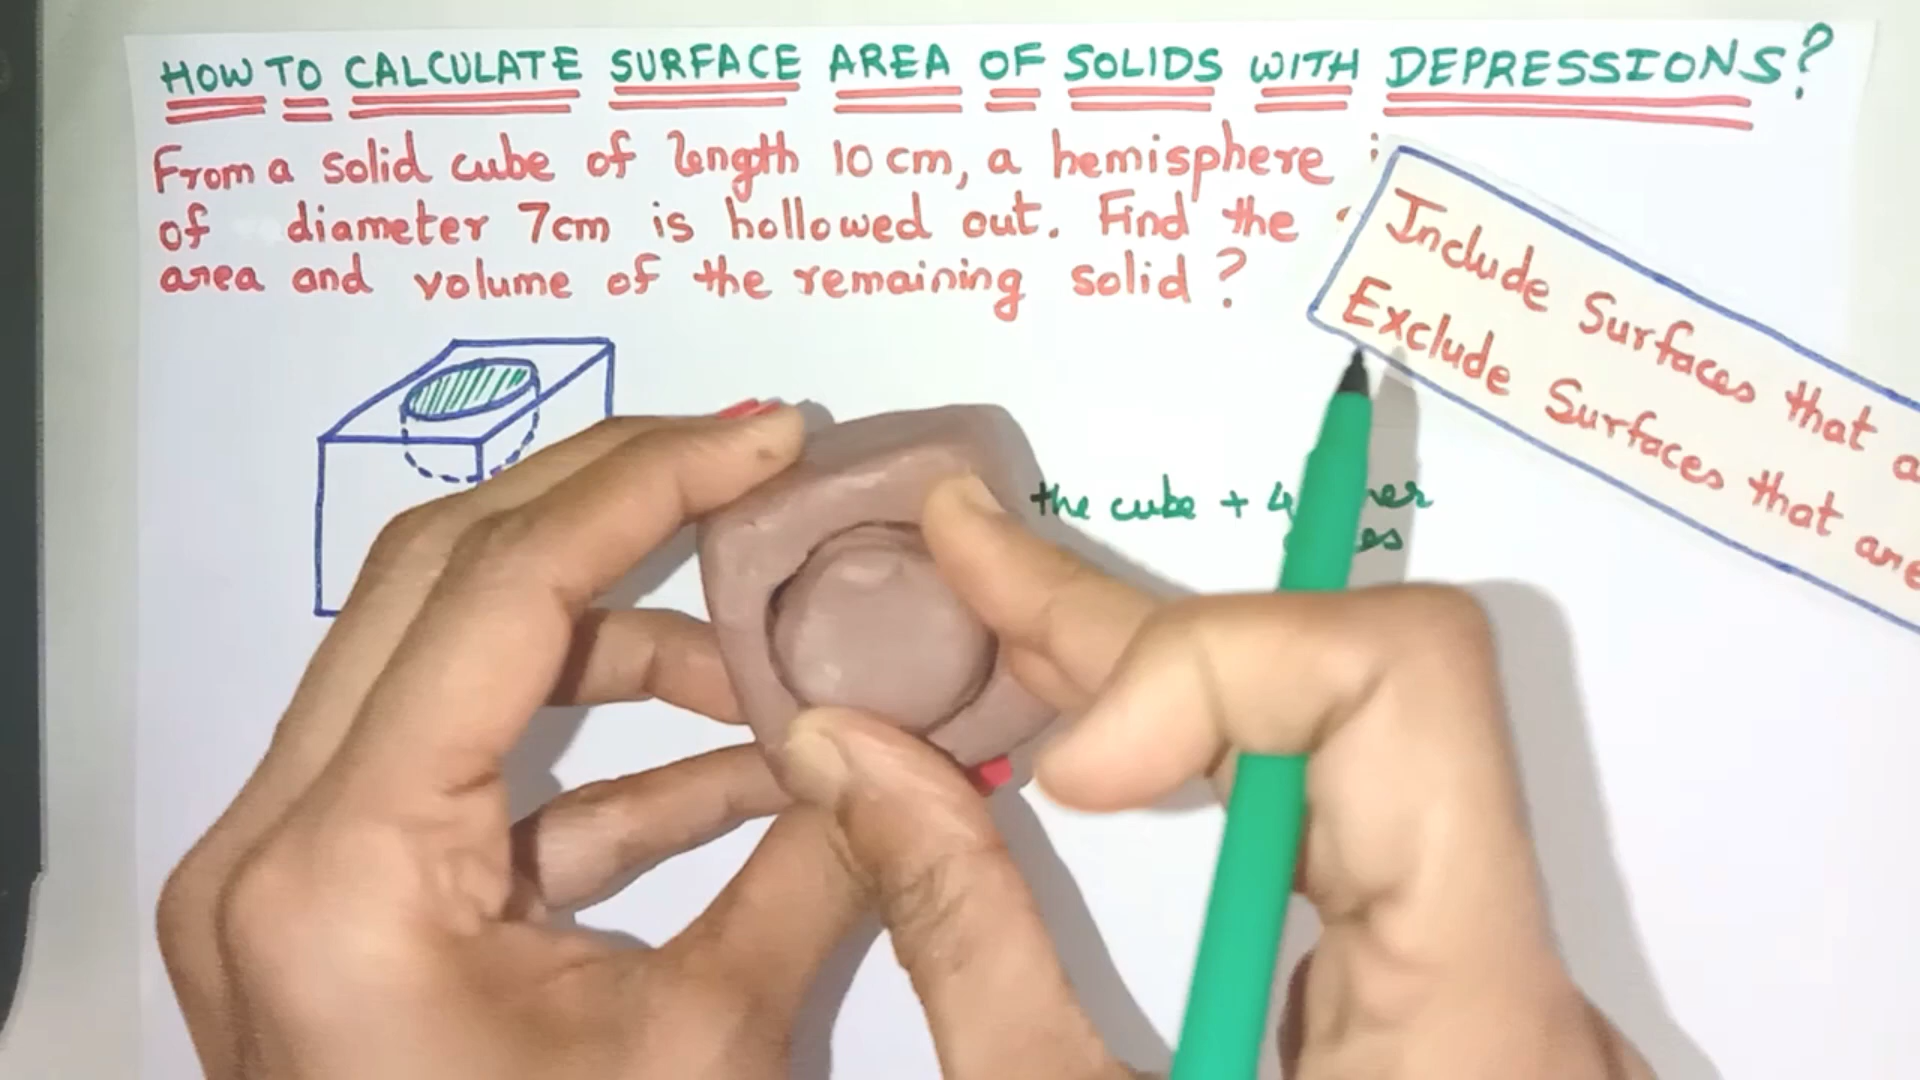 HOW TO CALCULATE SURFACE AREA OF SOLIDS WITH DEPRESSIONS?
From a solid cube of length 10 cm, a hemisphere
of diameter 7cm is hollowed out. Find the
area and volume of the remaining solid?
Include Surfaces that
Exclude Surfaces that are
the cube + 4